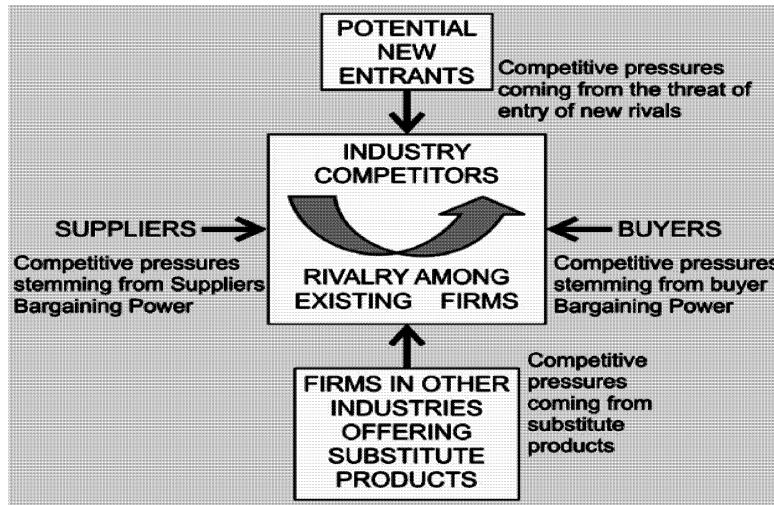 POTENTIAL
NEW
ENTRANTS
Competitive pressures
coming from the threat of
entry of new rivals
INDUSTRY
COMPETITORS
SUPPLIERS
BUYERS
Competitive pressures
stemming from Suppliers
Bargaining Power
RIVALRY AMONG
EXISTING FIRMS
Competitive pressures
stemming from buyer
Bargaining Power
FIRMS IN OTHER
INDUSTRIES
OFFERING
SUBSTITUTE
PRODUCTS
Competitive
pressures
coming from
substitute
products